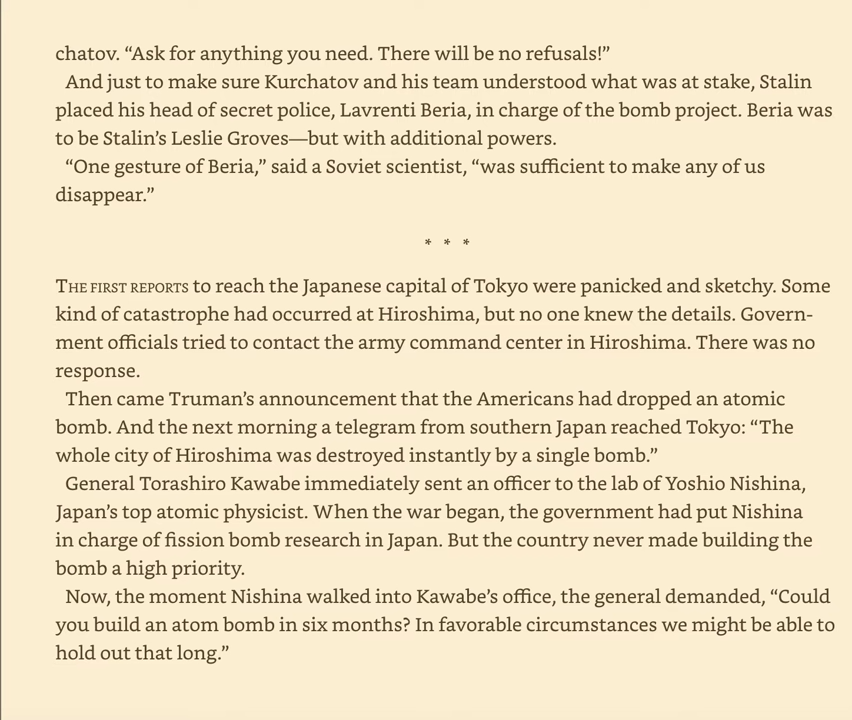 chatov. “Ask for anything you need. There will be no refusals!”
And just to make sure Kurchatov and his team understood what was at stake, Stalin
placed his head of secret police, Lavrenti Beria, in charge of the bomb project. Beria was
to be Stalin’s Leslie Groves—but with additional powers.
“One gesture of Beria,” said a Soviet scientist, “was sufficient to make any of us
disappear.”
* * *
THE FIRST REPORTS to reach the Japanese capital of Tokyo were panicked and sketchy. Some
kind of catastrophe had occurred at Hiroshima, but no one knew the details. Govern-
ment officials tried to contact the army command center in Hiroshima. There was no
response.
Then came Truman’s announcement that the Americans had dropped an atomic
bomb. And the next morning a telegram from southern Japan reached Tokyo: “The
whole city of Hiroshima was destroyed instantly by a single bomb.”
General Torashiro Kawabe immediately sent an officer to the lab of Yoshio Nishina,
Japan’s top atomic physicist. When the war began, the government had put Nishina
in charge of fission bomb research in Japan. But the country never made building the
bomb a high priority.
Now, the moment Nishina walked into Kawabe’s office, the general demanded, “Could
you build an atom bomb in six months? In favorable circumstances we might be able to
hold out that long.”